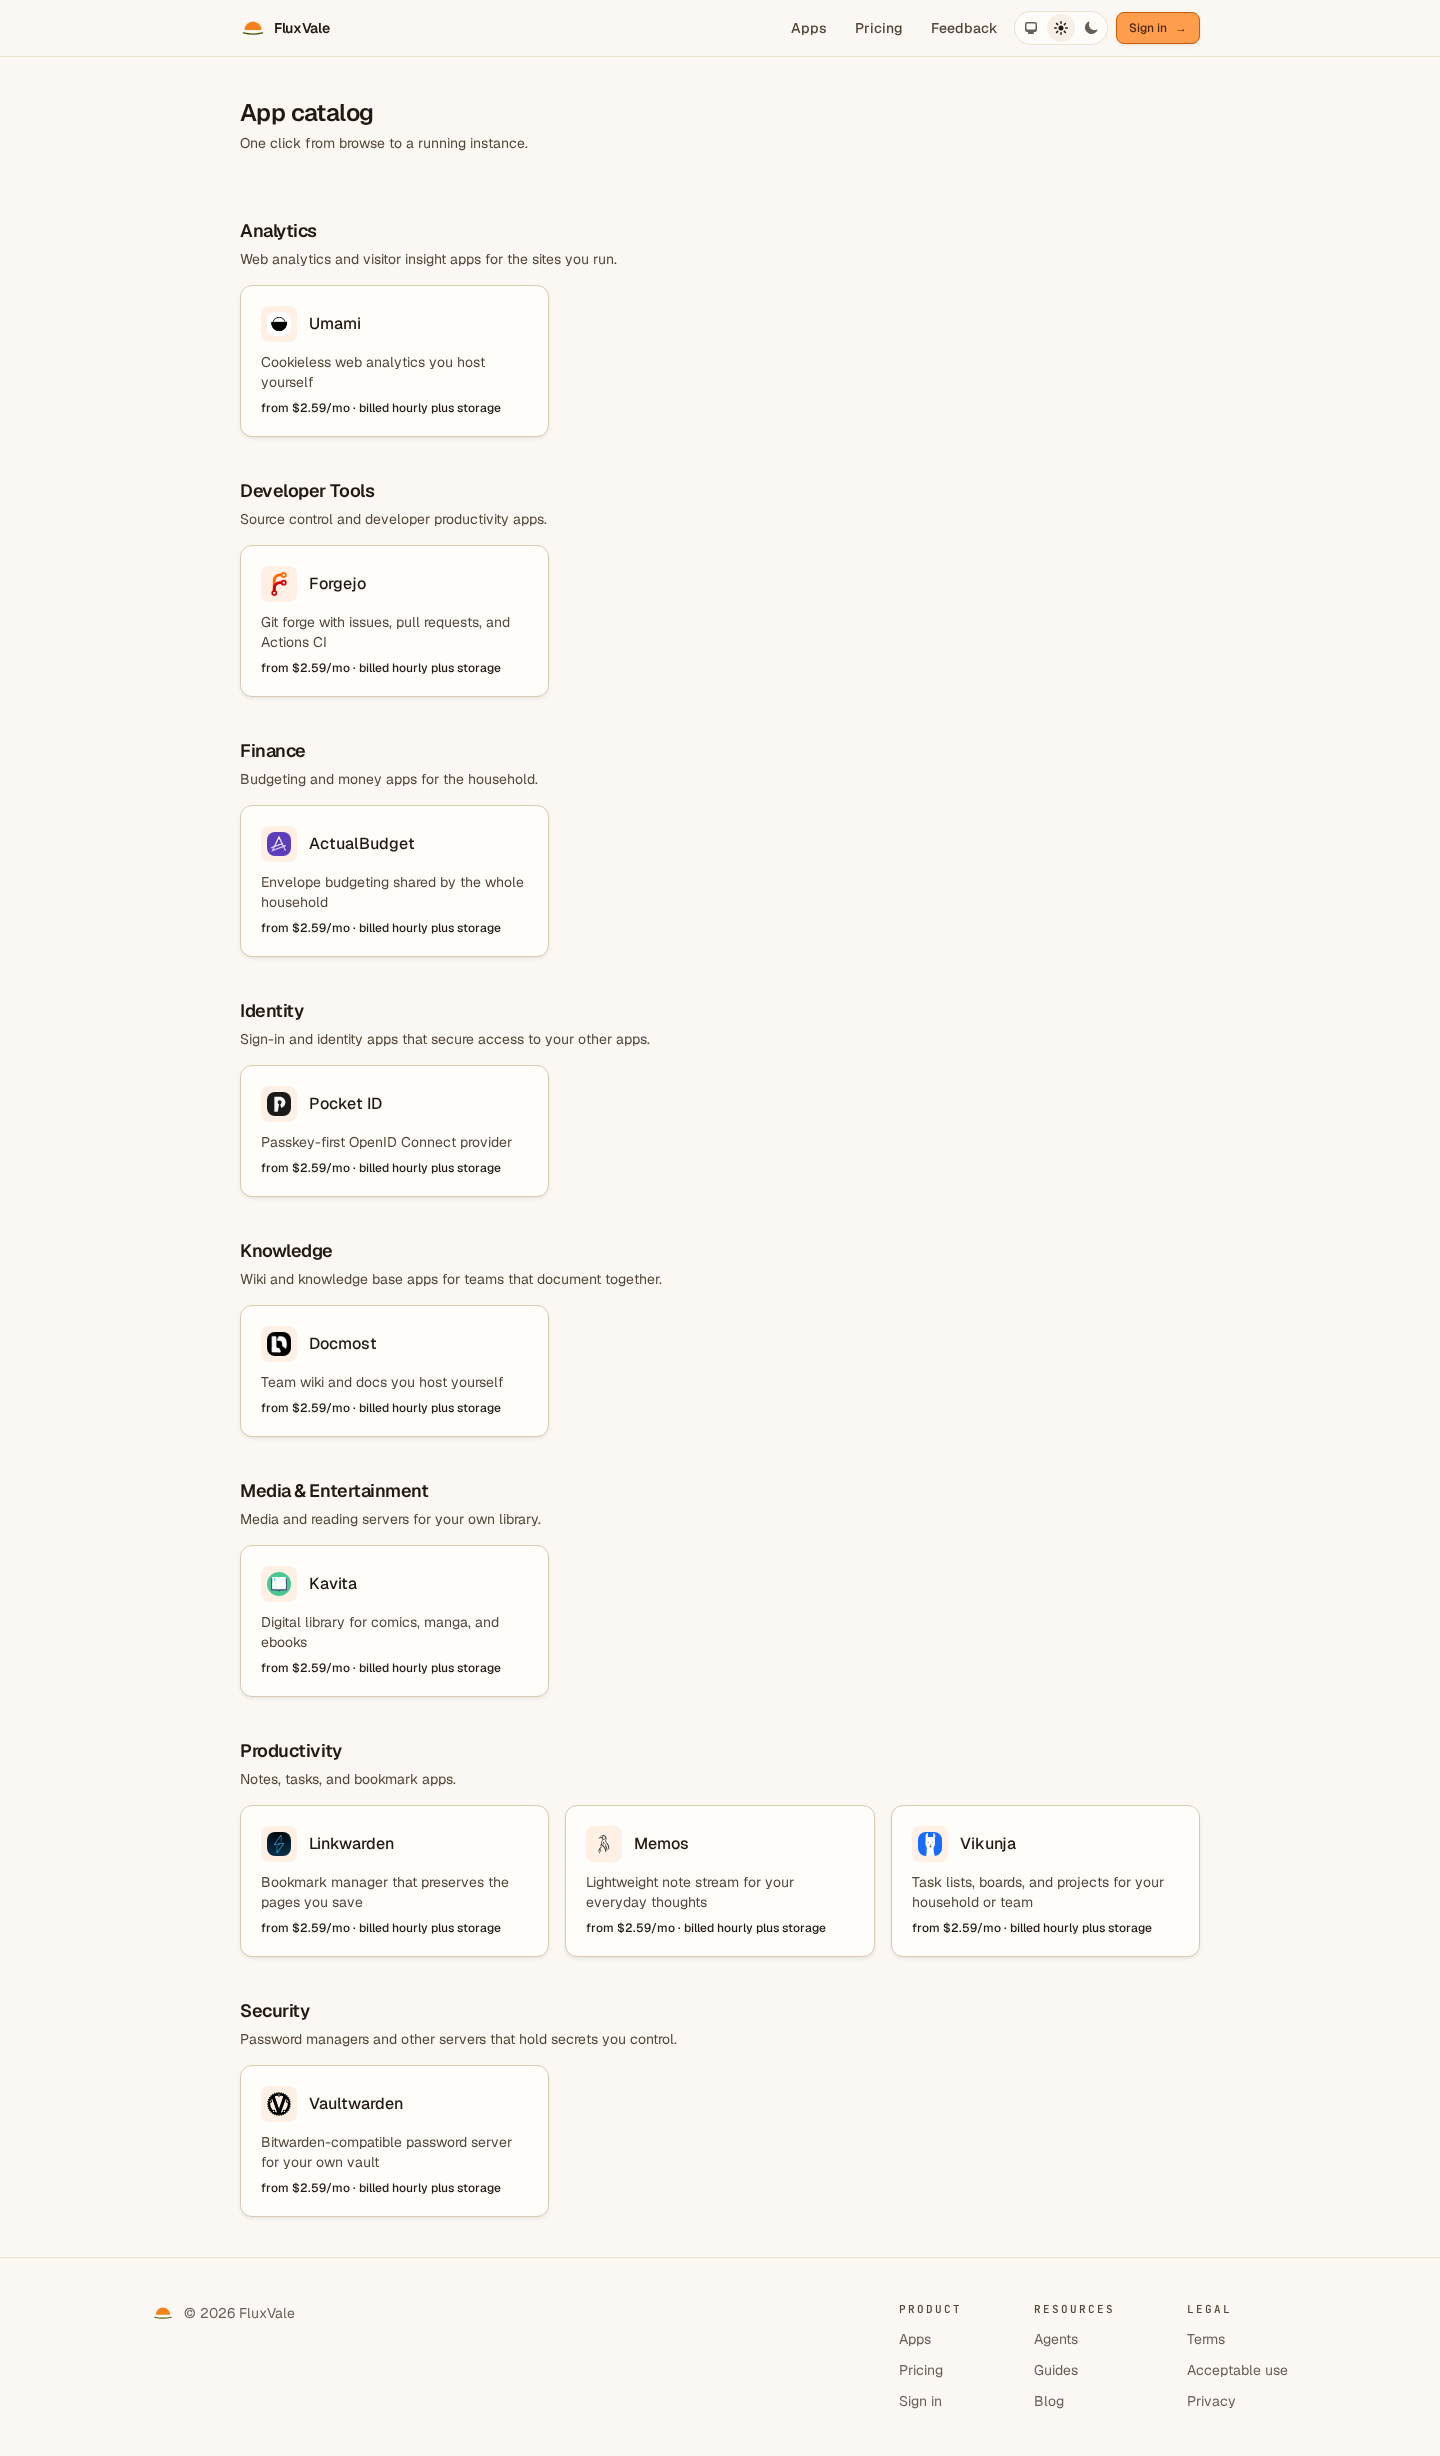 FluxVale
Apps
Pricing
Feedback
Sign in →
App catalog
One click from browse to a running instance.
Analytics
Web analytics and visitor insight apps for the sites you run.
Umami
Cookieless web analytics you host
yourself
from $2.59/mo · billed hourly plus storage
Developer Tools
Source control and developer productivity apps.
Forgejo
Git forge with issues, pull requests, and
Actions CI
from $2.59/mo · billed hourly plus storage
Finance
Budgeting and money apps for the household.
ActualBudget
Envelope budgeting shared by the whole
household
from $2.59/mo · billed hourly plus storage
Identity
Sign-in and identity apps that secure access to your other apps.
Pocket ID
Passkey-first OpenID Connect provider
from $2.59/mo · billed hourly plus storage
Knowledge
Wiki and knowledge base apps for teams that document together.
Docmost
Team wiki and docs you host yourself
from $2.59/mo · billed hourly plus storage
Media & Entertainment
Media and reading servers for your own library.
Kavita
Digital library for comics, manga, and
ebooks
from $2.59/mo · billed hourly plus storage
Productivity
Notes, tasks, and bookmark apps.
Linkwarden
Bookmark manager that preserves the
pages you save
from $2.59/mo · billed hourly plus storage
Memos
Lightweight note stream for your
everyday thoughts
from $2.59/mo · billed hourly plus storage
Vikunja
Task lists, boards, and projects for your
household or team
from $2.59/mo · billed hourly plus storage
Security
Password managers and other servers that hold secrets you control.
Vaultwarden
Bitwarden-compatible password server
for your own vault
from $2.59/mo · billed hourly plus storage
© 2026 FluxVale
PRODUCT
Apps
Pricing
Sign in
RESOURCES
Agents
Guides
Blog
LEGAL
Terms
Acceptable use
Privacy